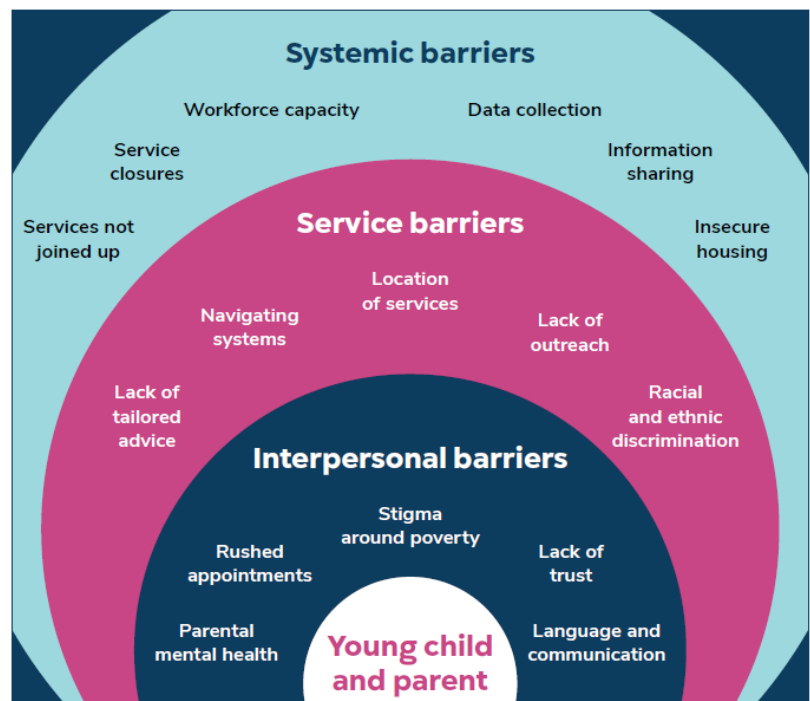 Systemic barriers
Workforce capacity
Data collection
Service
closures
Information
sharing
Services not
joined up
Insecure
housing
Service barriers
Location
of services
Navigating
systems
Lack of
outreach
Lack of
tailored
advice
Racial
and ethnic
discrimination
Interpersonal barriers
Stigma
around poverty
Rushed
appointments
Lack of
trust
Parental
mental health
Language and
communication
Young child
and parent